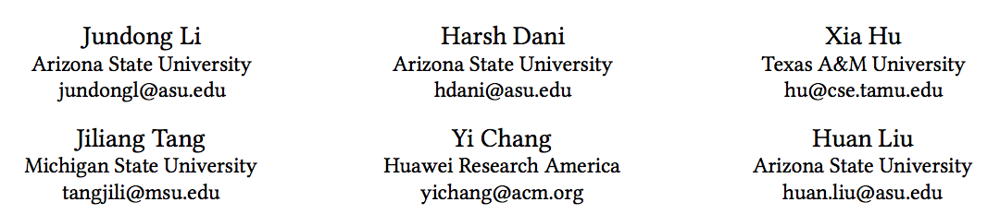 Jundong Li
Arizona State University
jundongl@asu.edu
Harsh Dani
Arizona State University
hdani@asu.edu
Xia Hu
Texas A&M University
hu@cse.tamu.edu
Jiliang Tang
Michigan State University
tangjili@msu.edu
Yi Chang
Huawei Research America
yichang@acm.org
Huan Liu
Arizona State University
huan.liu@asu.edu